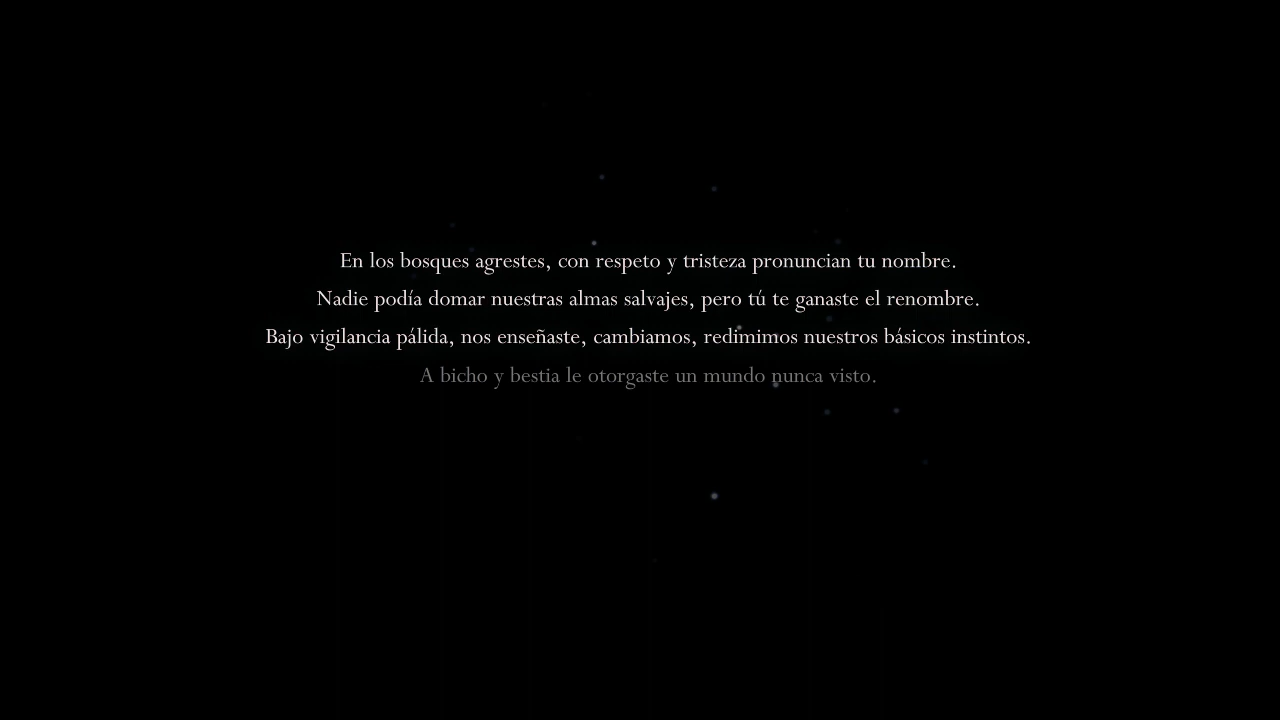 En los bosques agrestes, con respeto y tristeza pronuncian tu nombre.
Nadie podía domar nuestras almas salvajes, pero tú te ganaste el renombre.
Bajo vigilancia pálida, nos enseñaste, cambiamos, redimimos nuestros básicos instintos.
A bicho y bestia le otorgaste un mundo nunca visto.